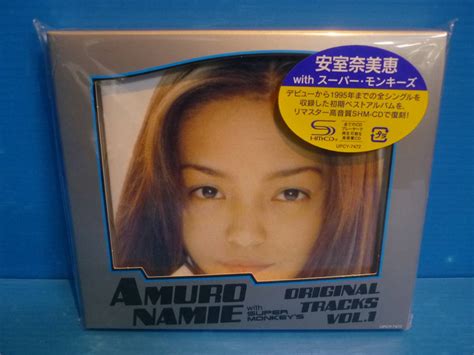 安室奈美恵
with スーパー・モンキーズ
デビューから1995年までの全シングルを
収録した初期ベストアルバムを、
リマスター高音質SHM-CDで復刻!
SHM-CD
UPCY-7472
AMURO
NAMIE
with
SUPER
MONKEY'S
ORIGINAL
TRACKS
VOL.1